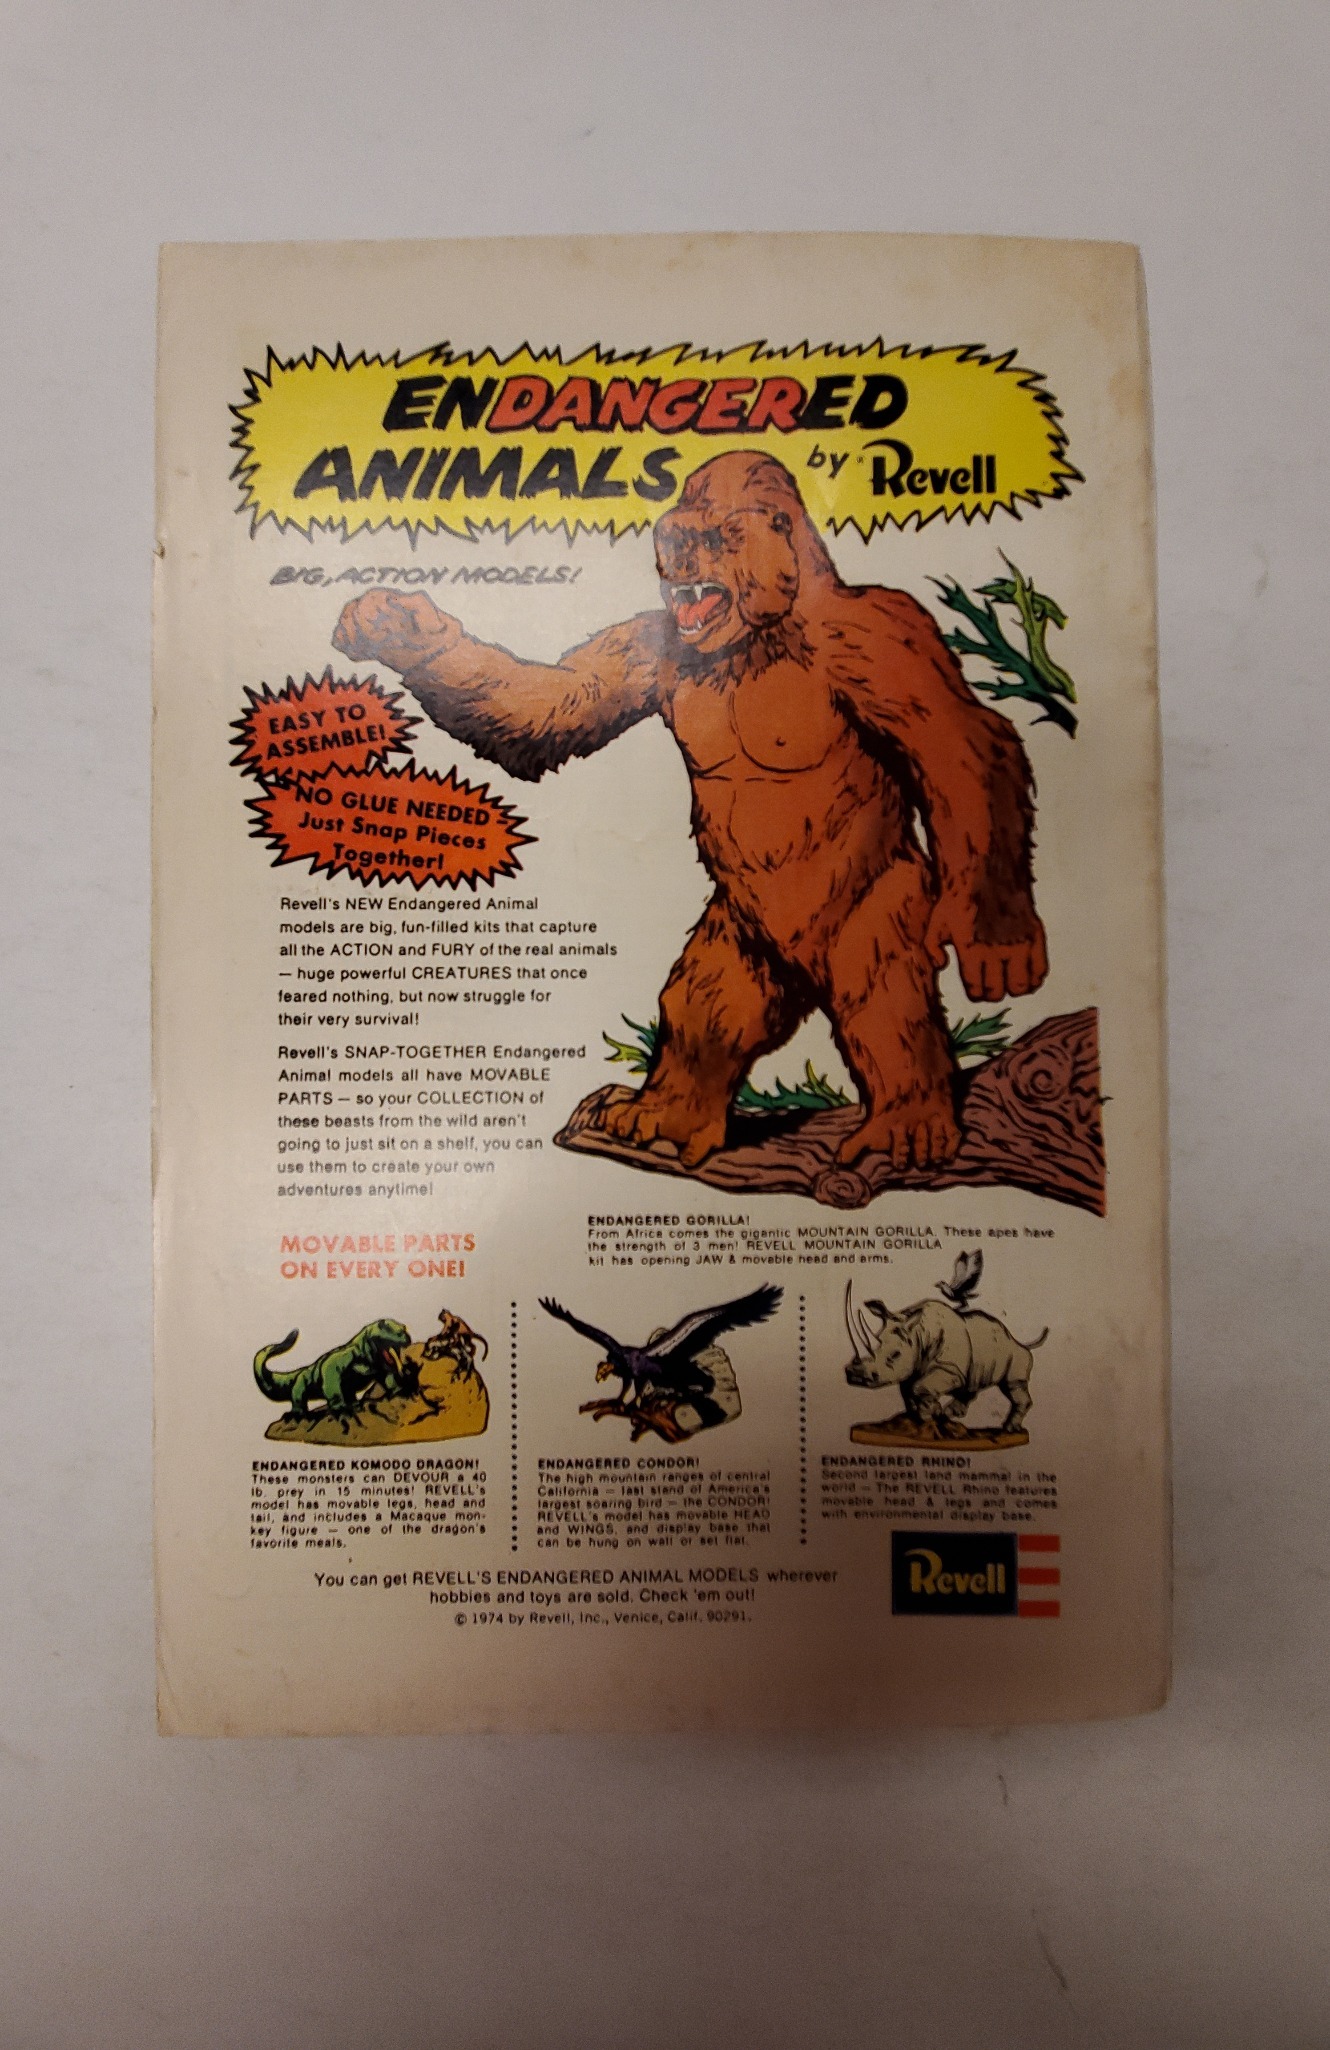 ENDANGERED
ANIMALS by Revell
BIG, ACTION MODELS!
EASY TO
ASSEMBLE!
NO GLUE NEEDED –
Just Snap Pieces
Together!
Revell's NEW Endangered Animal
models are big, fun-filled kits that capture
all the ACTION and FURY of the real animals
— huge powerful CREATURES that once
feared nothing, but now struggle for
their very survival!
Revell's SNAP-TOGETHER Endangered
Animal models all have MOVABLE
PARTS — so your COLLECTION of
these beasts from the wild aren't
going to just sit on a shelf, you can
use them to create your own
adventures anytime!
MOVABLE PARTS
ON EVERY ONE!
ENDANGERED GORILLA!
From Africa comes the gigantic MOUNTAIN GORILLA. These apes have
the strength of 3 men! REVELL MOUNTAIN GORILLA
kit has opening JAW & movable head and arms.
ENDANGERED KOMODO DRAGON!
These monsters can DEVOUR a 40
lb. prey in 15 minutes! REVELL'S
model has movable legs, head and
tail, and includes a Macaque mon-
key figure — one of the dragon's
favorite meals.
ENDANGERED CONDOR!
The high mountain ranges of central
California — last stand of America's
largest soaring bird — the CONDOR!
REVELL'S model has movable HEAD
and WINGS, and display base that
can be hung on wall or set flat.
ENDANGERED RHINO!
Second largest land mammal in the
world — The REVELL Rhino features
movable head & legs and comes
with environmental display base.
You can get REVELL'S ENDANGERED ANIMAL MODELS wherever
hobbies and toys are sold. Check 'em out!
© 1974 by Revell, Inc., Venice, Calif. 90291.
Revell